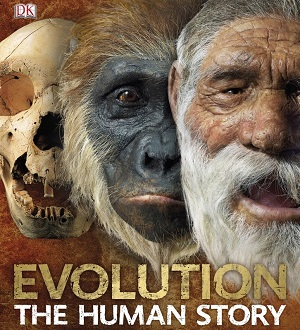 DK
EVOLUTION
THE HUMAN STORY